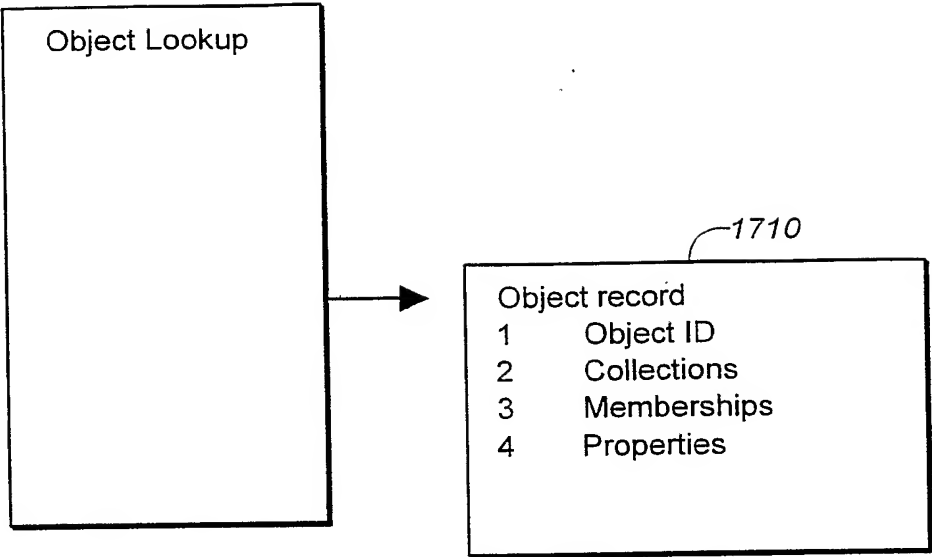 Object Lookup
1710
Object record
1 Object ID
2 Collections
3 Memberships
4 Properties